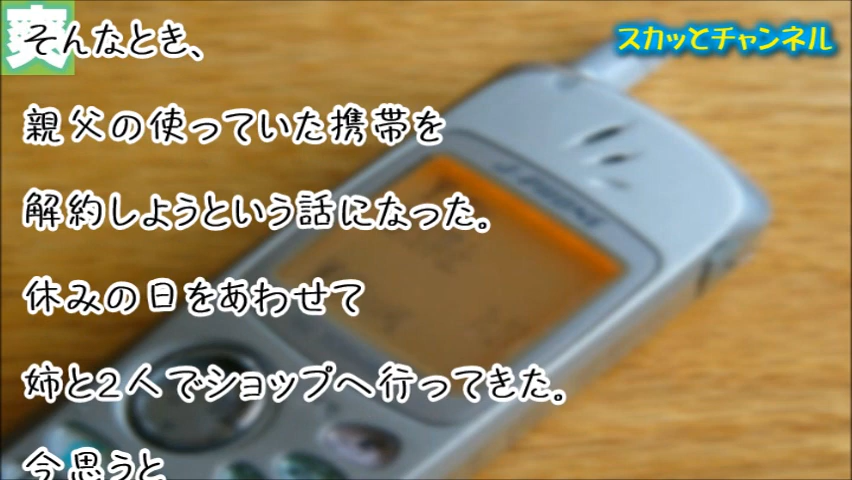 爽
スカッとチャンネル
そんなとき、
親父の使っていた携帯を
解約しようという話になった。
休みの日をあわせて
姉と2人でショップへ行ってきた。
今思うと
J-PHONE